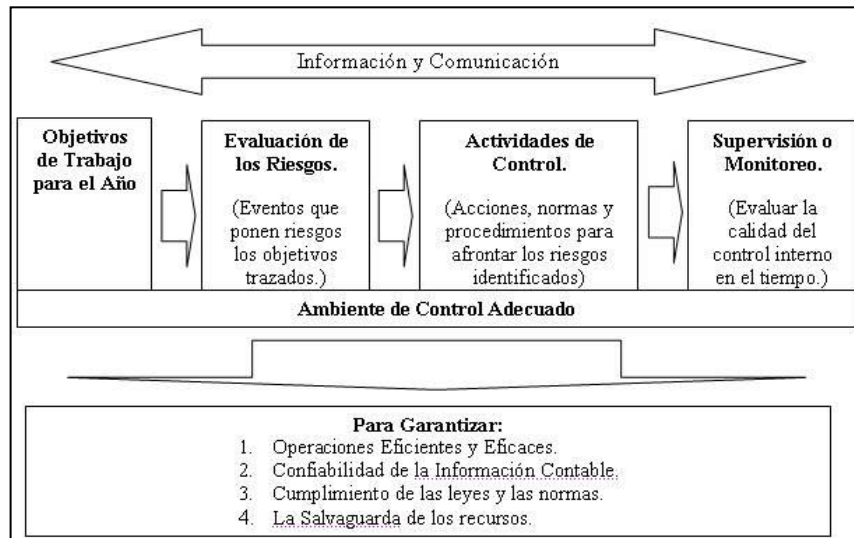 Información y Comunicación
Objetivos
de Trabajo
para el Año
Evaluación de
los Riesgos.
(Eventos que
ponen riesgos
los objetivos
trazados.)
Actividades de
Control.
(Acciones, normas y
procedimientos para
afrontar los riesgos
identificados)
Supervisión o
Monitoreo.
(Evaluar la
calidad del
control interno
en el tiempo.)
Ambiente de Control Adecuado
Para Garantizar:
1. Operaciones Eficientes y Eficaces.
2. Confiabilidad de la Información Contable.
3. Cumplimiento de las leyes y las normas.
4. La Salvaguarda de los recursos.